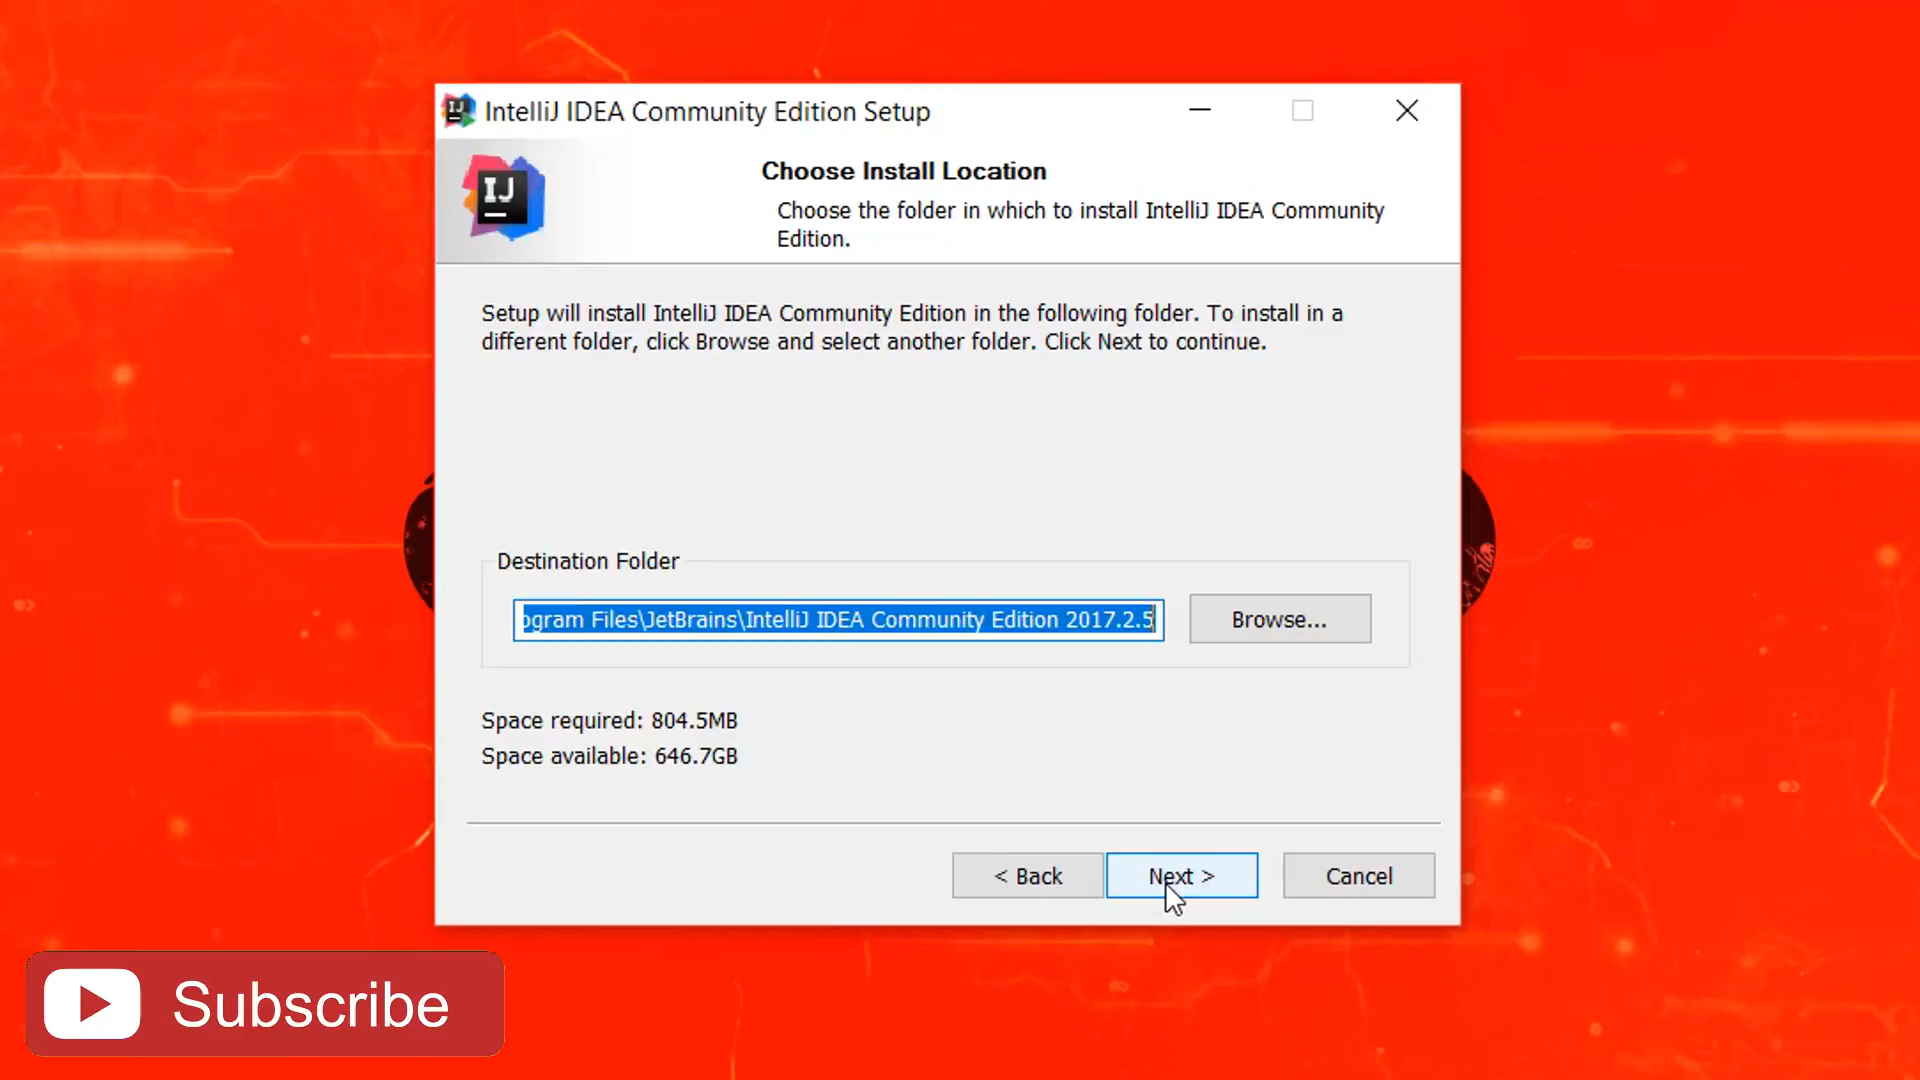 IntelliJ IDEA Community Edition Setup
IJ
Choose Install Location
Choose the folder in which to install IntelliJ IDEA Community
Edition.
Setup will install IntelliJ IDEA Community Edition in the following folder. To install in a
different folder, click Browse and select another folder. Click Next to continue.
Destination Folder
ogram Files\JetBrains\IntelliJ IDEA Community Edition 2017.2.5
Browse...
Space required: 804.5MB
Space available: 646.7GB
< Back
Next >
Cancel
Subscribe